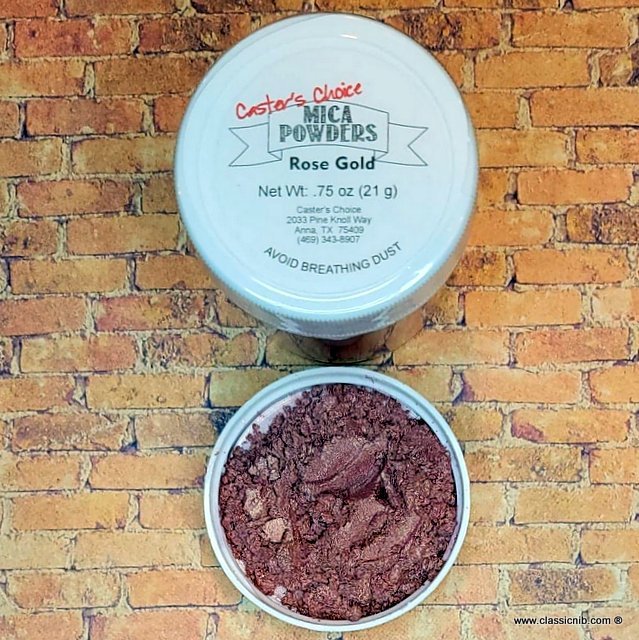 Caster's Choice
MICA
POWDERS
Rose Gold
Net Wt: .75 oz (21 g)
Caster's Choice
2033 Pine Knoll Way
Anna, TX 75409
(469) 343-8907
AVOID BREATHING DUST
www.classicnib.com ®